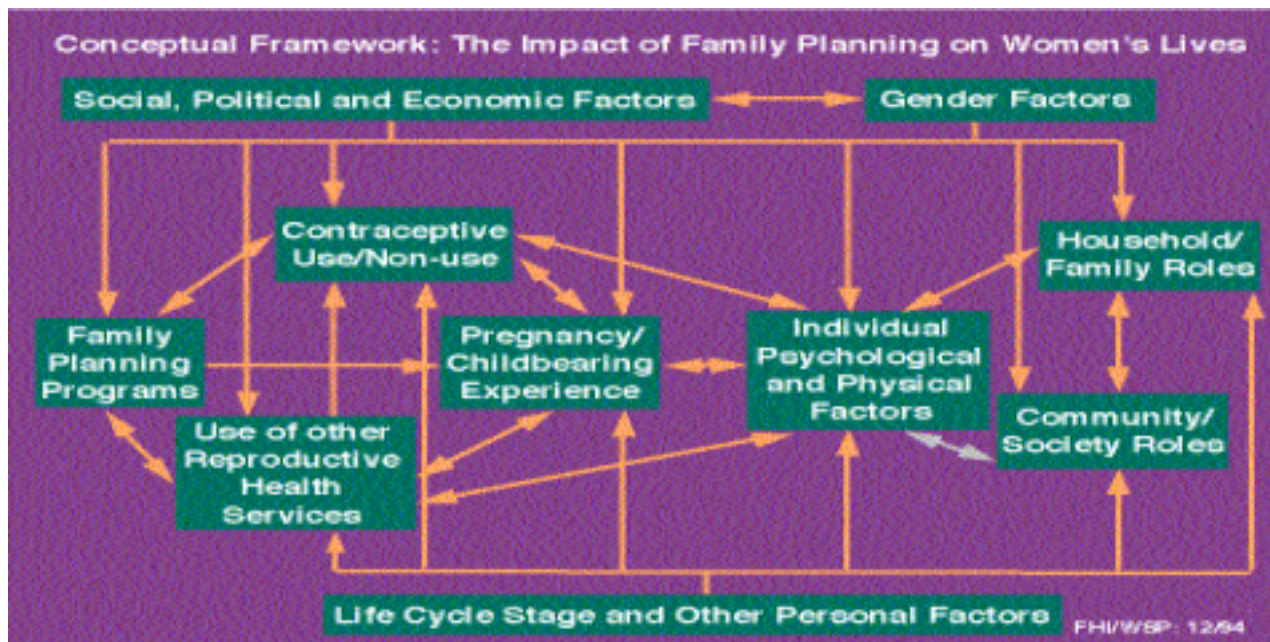 Conceptual Framework: The Impact of Family Planning on Women's Lives
Social, Political and Economic Factors
Gender Factors
Contraceptive
Use/Non-use
Household/
Family Roles
Family
Planning
Programs
Pregnancy/
Childbearing
Experience
Individual
Psychological
and Physical
Factors
Community/
Society Roles
Use of other
Reproductive
Health
Services
Life Cycle Stage and Other Personal Factors
FHI/WSP: 12/94